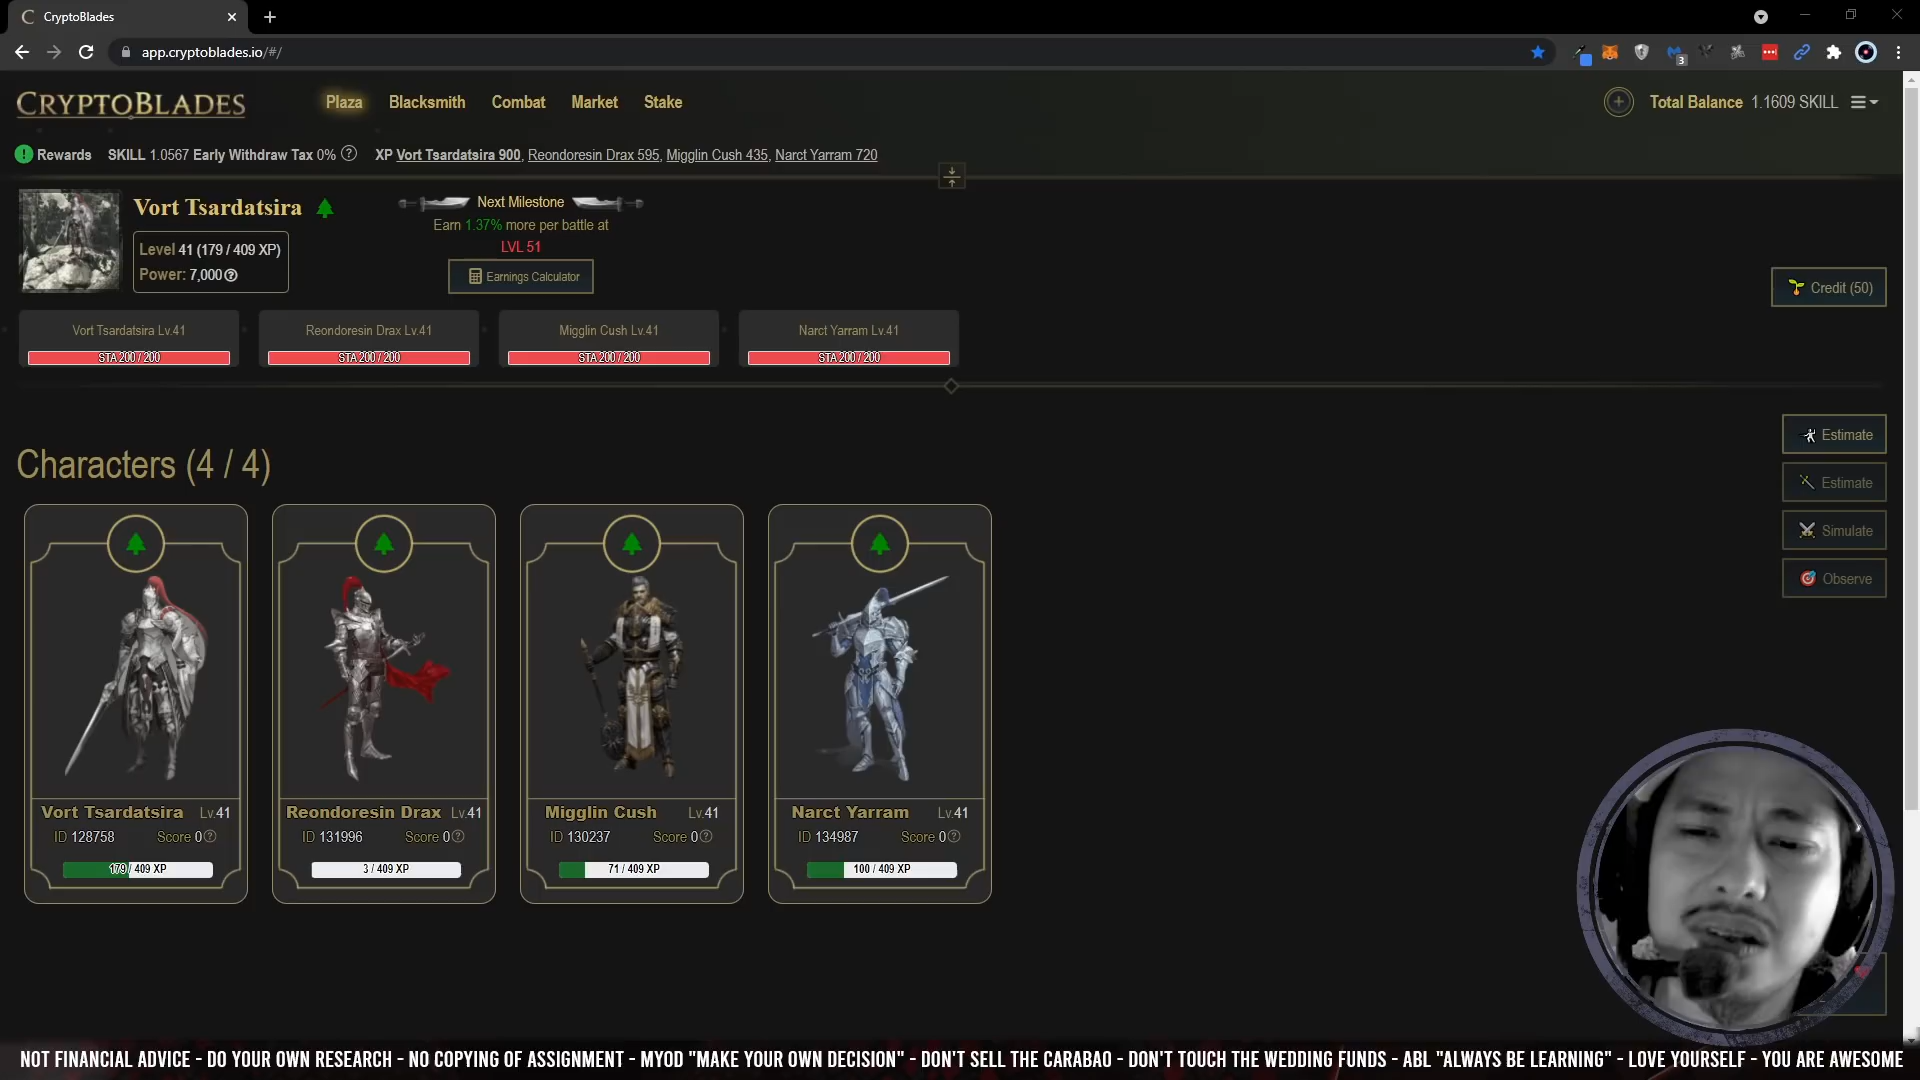 CryptoBlades
app.cryptoblades.io/#/
3
CRYPTOBLADES
Plaza Blacksmith Combat Market Stake
Total Balance 1.1609 SKILL
Rewards SKILL 1.0567 Early Withdraw Tax 0% XP Vort Tsardatsira 900, Reondoresin Drax 595, Migglin Cush 435, Narct Yarram 720
Vort Tsardatsira
Level 41 (179 / 409 XP)
Power: 7,000
Next Milestone
Earn 1.37% more per battle at
LVL 51
Earnings Calculator
Credit (50)
Vort Tsardatsira Lv.41
STA 200 / 200
Reondoresin Drax Lv.41
STA 200 / 200
Migglin Cush Lv.41
STA 200 / 200
Narct Yarram Lv.41
STA 200 / 200
Characters (4 / 4)
Estimate
Estimate
Simulate
Observe
Vort Tsardatsira Lv.41
ID 128758 Score 0
179 / 409 XP
Reondoresin Drax Lv.41
ID 131996 Score 0
3 / 409 XP
Migglin Cush Lv.41
ID 130237 Score 0
71 / 409 XP
Narct Yarram Lv.41
ID 134987 Score 0
100 / 409 XP
NOT FINANCIAL ADVICE - DO YOUR OWN RESEARCH - NO COPYING OF ASSIGNMENT - MYOD "MAKE YOUR OWN DECISION" - DON'T SELL THE CARABAO - DON'T TOUCH THE WEDDING FUNDS - ABL "ALWAYS BE LEARNING" - LOVE YOURSELF - YOU ARE AWESOME